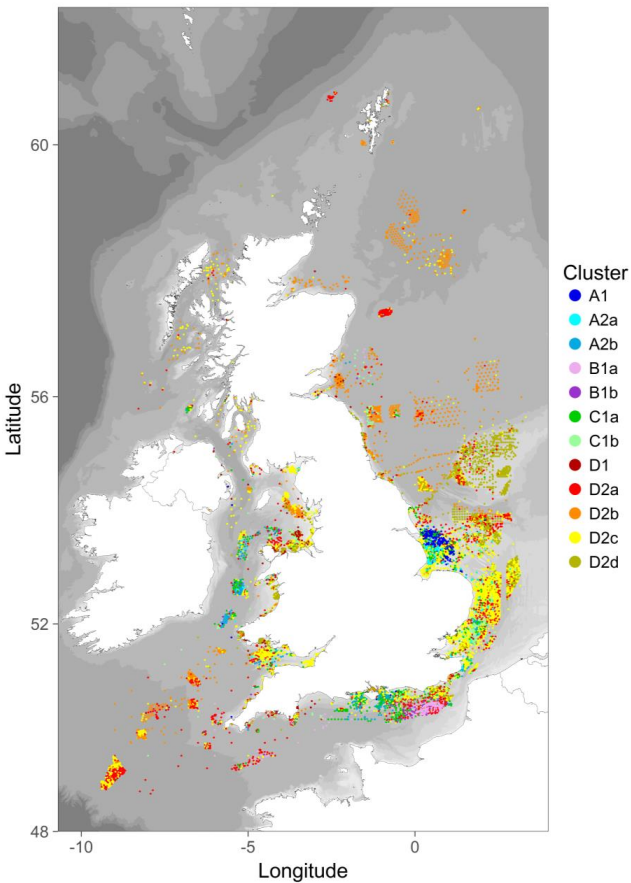 60
56
52
48
Latitude
-10
-5
0
Longitude
Cluster
A1
A2a
A2b
B1a
B1b
C1a
C1b
D1
D2a
D2b
D2c
D2d